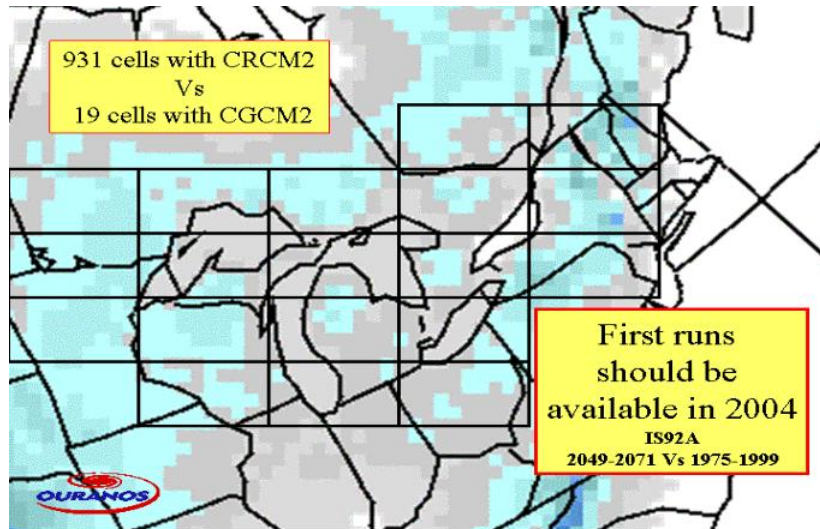 931 cells with CRCM2
Vs
19 cells with CGCM2
First runs
should be
available in 2004
IS92A
2049-2071 Vs 1975-1999
OURANOS